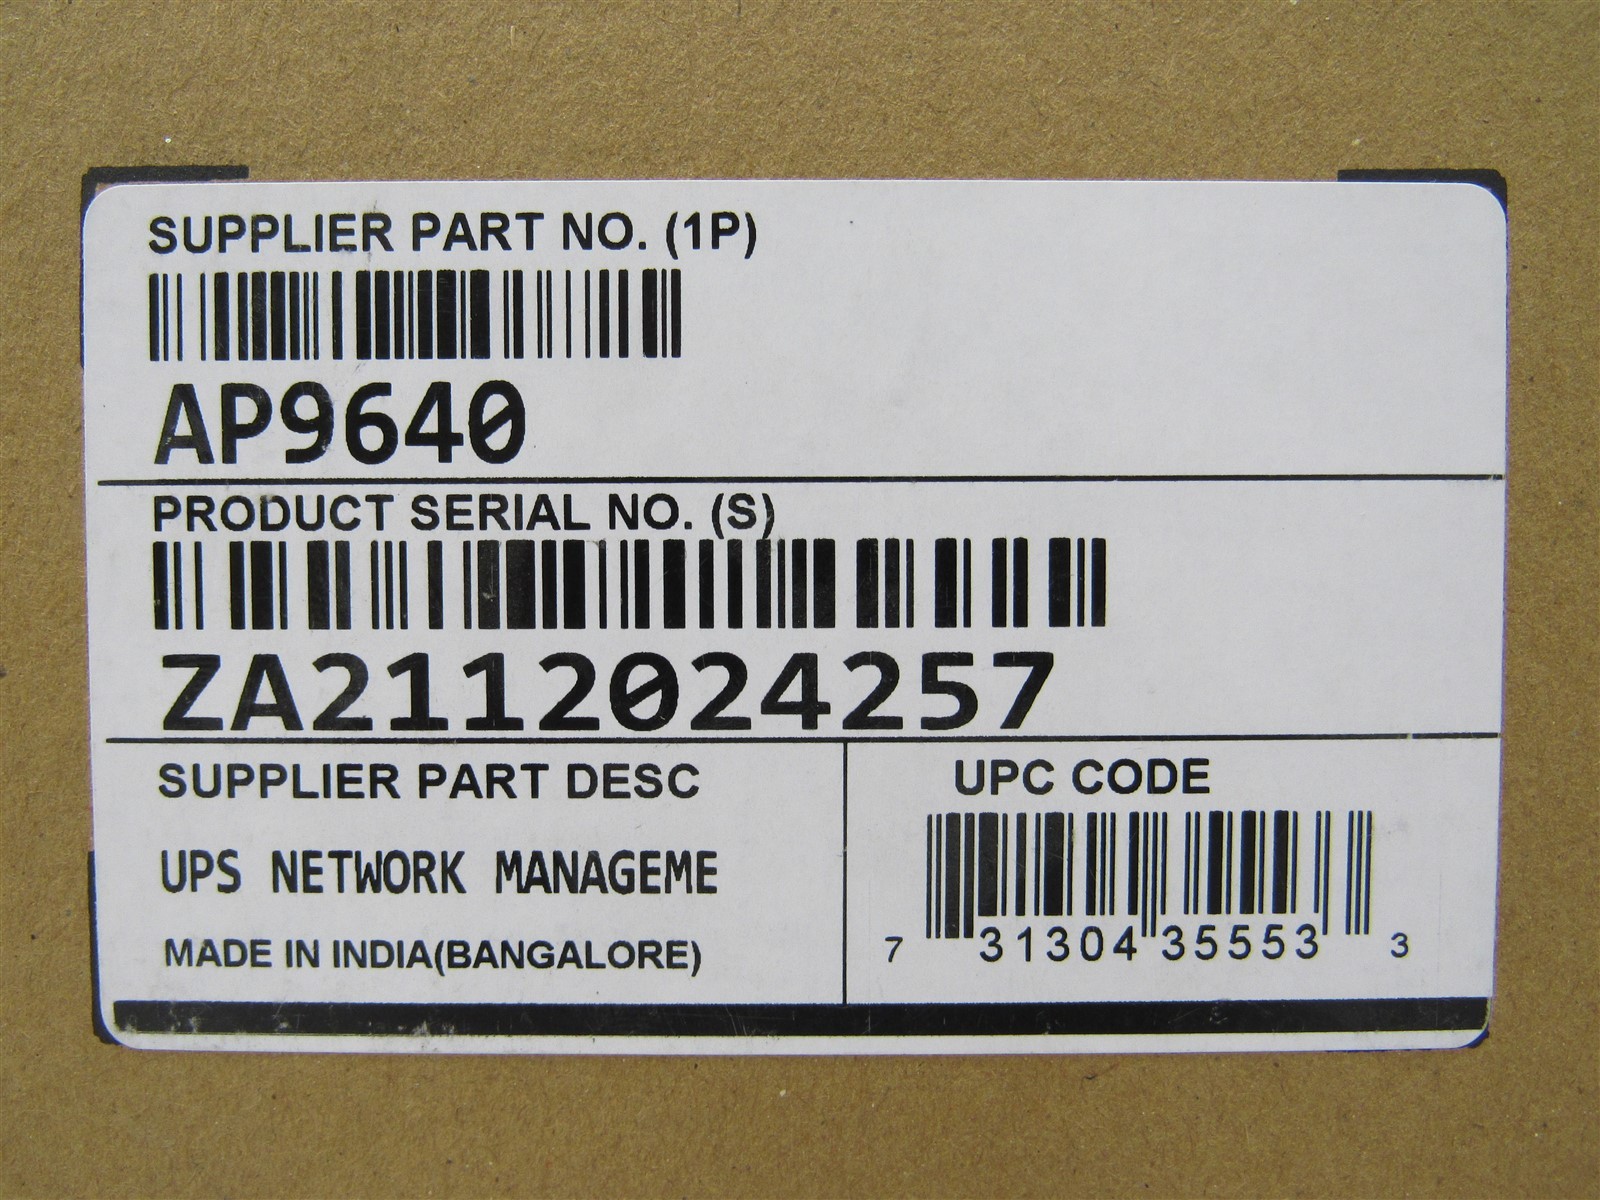 SUPPLIER PART NO. (1P)
AP9640
PRODUCT SERIAL NO. (S)
ZA2112024257
SUPPLIER PART DESC
UPS NETWORK MANAGEME
MADE IN INDIA(BANGALORE)
UPC CODE
7 31304 35553 3